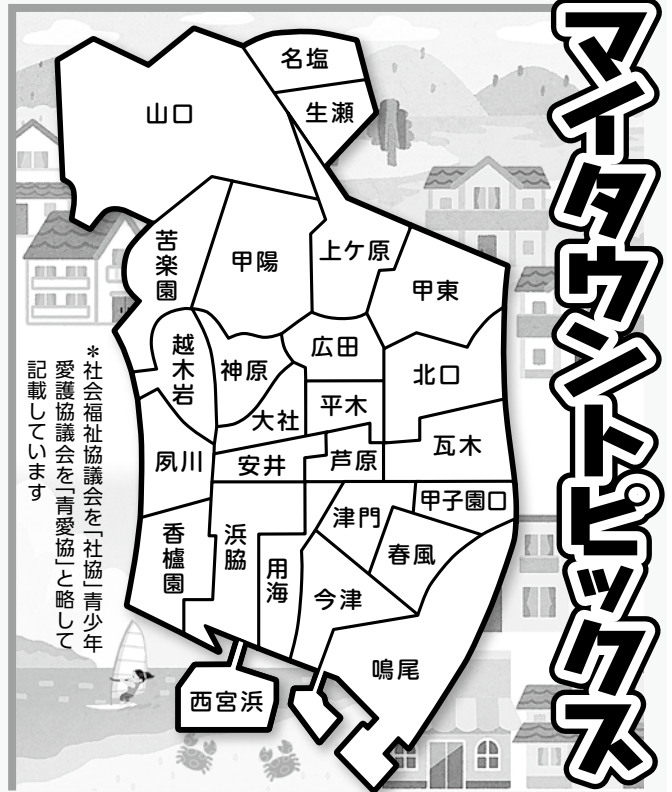 マイタウントピックス
名塩
生瀬
山口
苦楽園
甲陽
上ケ原
甲東
越木岩
神原
広田
北口
大社
平木
瓦木
夙川
安井
芦原
甲子園口
津門
香櫨園
浜脇
用海
春風
今津
鳴尾
西宮浜
＊社会福祉協議会を「社協」青少年
愛護協議会を「青愛協」と略して
記載しています